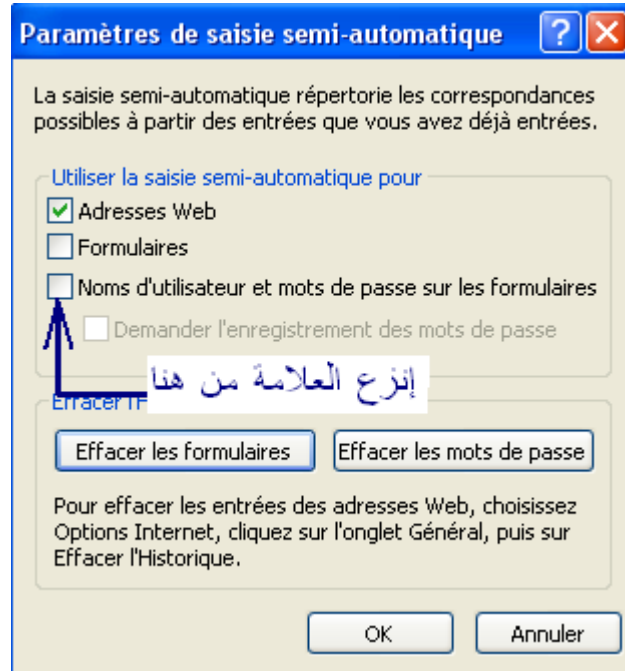 Paramètres de saisie semi-automatique
La saisie semi-automatique répertorie les correspondances
possibles à partir des entrées que vous avez déjà entrées.
Utiliser la saisie semi-automatique pour
Adresses Web
Formulaires
Noms d'utilisateur et mots de passe sur les formulaires
Demander l'enregistrement des mots de passe
إنزع العلامة من هنا
Effacer
Effacer les formulaires
Effacer les mots de passe
Pour effacer les entrées des adresses Web, choisissez
Options Internet, cliquez sur l'onglet Général, puis sur
Effacer l'Historique.
OK
Annuler